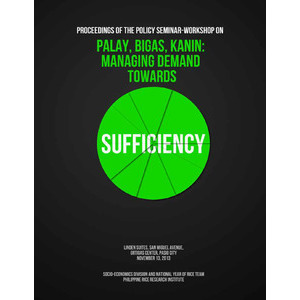 PROCEEDINGS OF THE POLICY SEMINAR-WORKSHOP ON
PALAY, BIGAS, KANIN:
MANAGING DEMAND
TOWARDS
SUFFICIENCY
LINDEN SUITES, SAN MIGUEL AVENUE,
ORTIGAS CENTER, PASIG CITY
NOVEMBER 13, 2013
SOCIO-ECONOMICS DIVISION AND NATIONAL YEAR OF RICE TEAM
PHILIPPINE RICE RESEARCH INSTITUTE